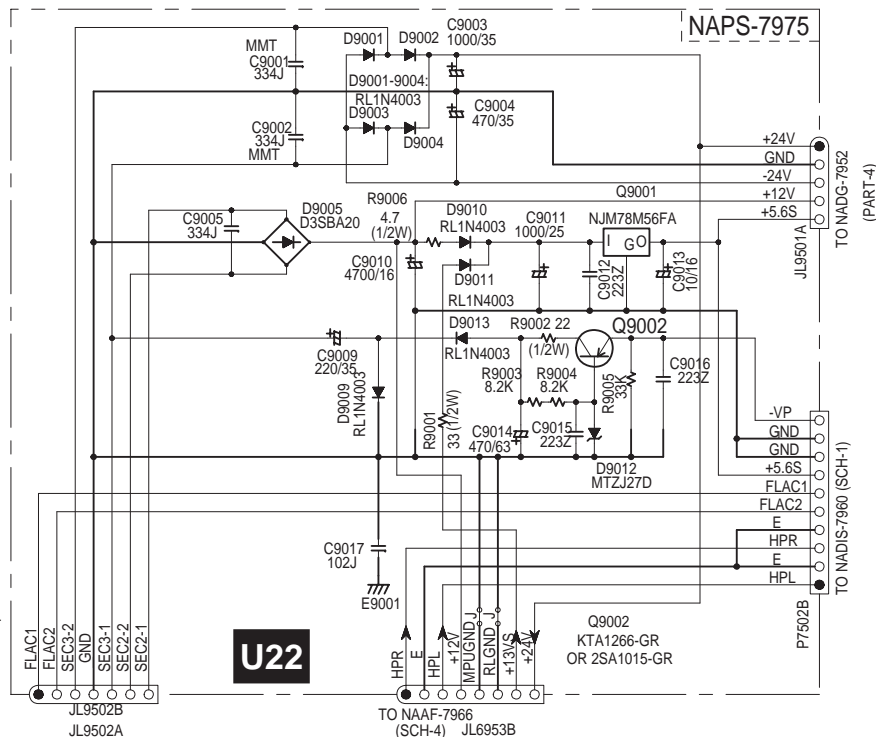 NAPS-7975
D9001
D9002
C9003
1000/35
MMT
C9001
334J
D9001-9004:
RL1N4003
D9003
D9004
C9004
470/35
C9002
334J
MMT
+24V
GND
-24V
+12V
+5.6S
JL9501A
TO NADG-7952
(PART-4)
C9005
334J
D9005
D3SBA20
R9006
4.7
(1/2W)
D9010
RL1N4003
C9011
1000/25
Q9001
NJM78M56FA
I
G
O
C9010
4700/16
D9011
RL1N4003
C9012
223Z
C9013
10/16
D9013
RL1N4003
R9002 22
(1/2W)
Q9002
C9009
220/35
D9009
RL1N4003
R9001
33 (1/2W)
R9003
8.2K
R9004
8.2K
R9005
33K
C9016
223Z
C9014
470/63
C9015
223Z
D9012
MTZJ27D
-VP
GND
GND
+5.6S
FLAC1
FLAC2
E
HPR
E
HPL
P7502B
TO NADIS-7960 (SCH-1)
C9017
102J
E9001
U22
Q9002
KTA1266-GR
OR 2SA1015-GR
FLAC1
FLAC2
SEC3-2
GND
SEC3-1
SEC2-2
SEC2-1
JL9502B
JL9502A
HPR
E
HPL
+12V
MPUGND J
RLGND J
+13VS
+24V
TO NAAF-7966
(SCH-4)
JL6953B